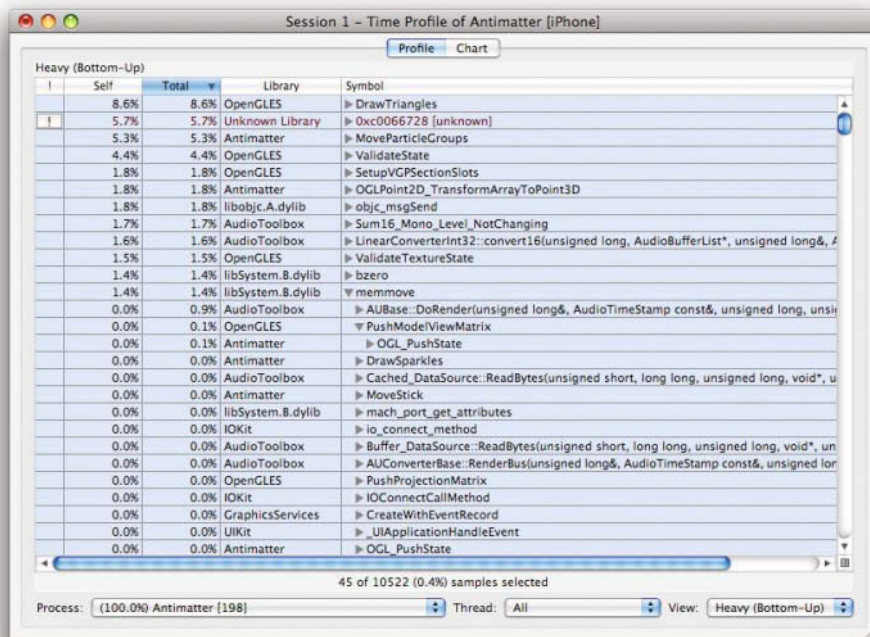 Session 1 – Time Profile of Antimatter [iPhone]
Profile Chart
Heavy (Bottom-Up)
! Self Total Library Symbol
8.6% 8.6% OpenGLES DrawTriangles
! 5.7% 5.7% Unknown Library 0xc0066728 [unknown]
5.3% 5.3% Antimatter MoveParticleGroups
4.4% 4.4% OpenGLES ValidateState
1.8% 1.8% OpenGLES SetupVGPSectionSlots
1.8% 1.8% Antimatter OGLPoint2D_TransformArrayToPoint3D
1.8% 1.8% libobjc.A.dylib objc_msgSend
1.7% 1.7% AudioToolbox Sum16_Mono_Level_NotChanging
1.6% 1.6% AudioToolbox LinearConverterInt32::convert16(unsigned long, AudioBufferList*, unsigned long&, A
1.5% 1.5% OpenGLES ValidateTextureState
1.4% 1.4% libSystem.B.dylib bzero
1.4% 1.4% libSystem.B.dylib memmove
0.0% 0.9% AudioToolbox AUBase::DoRender(unsigned long&, AudioTimeStamp const&, unsigned long, unsi
0.0% 0.1% OpenGLES PushModelViewMatrix
0.0% 0.1% Antimatter OGL_PushState
0.0% 0.0% Antimatter DrawSparkles
0.0% 0.0% AudioToolbox Cached_DataSource::ReadBytes(unsigned short, long long, unsigned long, void*, u
0.0% 0.0% Antimatter MoveStick
0.0% 0.0% libSystem.B.dylib mach_port_get_attributes
0.0% 0.0% IOKit io_connect_method
0.0% 0.0% AudioToolbox Buffer_DataSource::ReadBytes(unsigned short, long long, unsigned long, void*, un
0.0% 0.0% AudioToolbox AUConverterBase::RenderBus(unsigned long&, AudioTimeStamp const&, unsigned lon
0.0% 0.0% OpenGLES PushProjectionMatrix
0.0% 0.0% IOKit IOConnectCallMethod
0.0% 0.0% GraphicsServices CreateWithEventRecord
0.0% 0.0% UIKit _UIApplicationHandleEvent
0.0% 0.0% Antimatter OGL_PushState
45 of 10522 (0.4%) samples selected
Process: (100.0%) Antimatter [198] Thread: All View: Heavy (Bottom-Up)